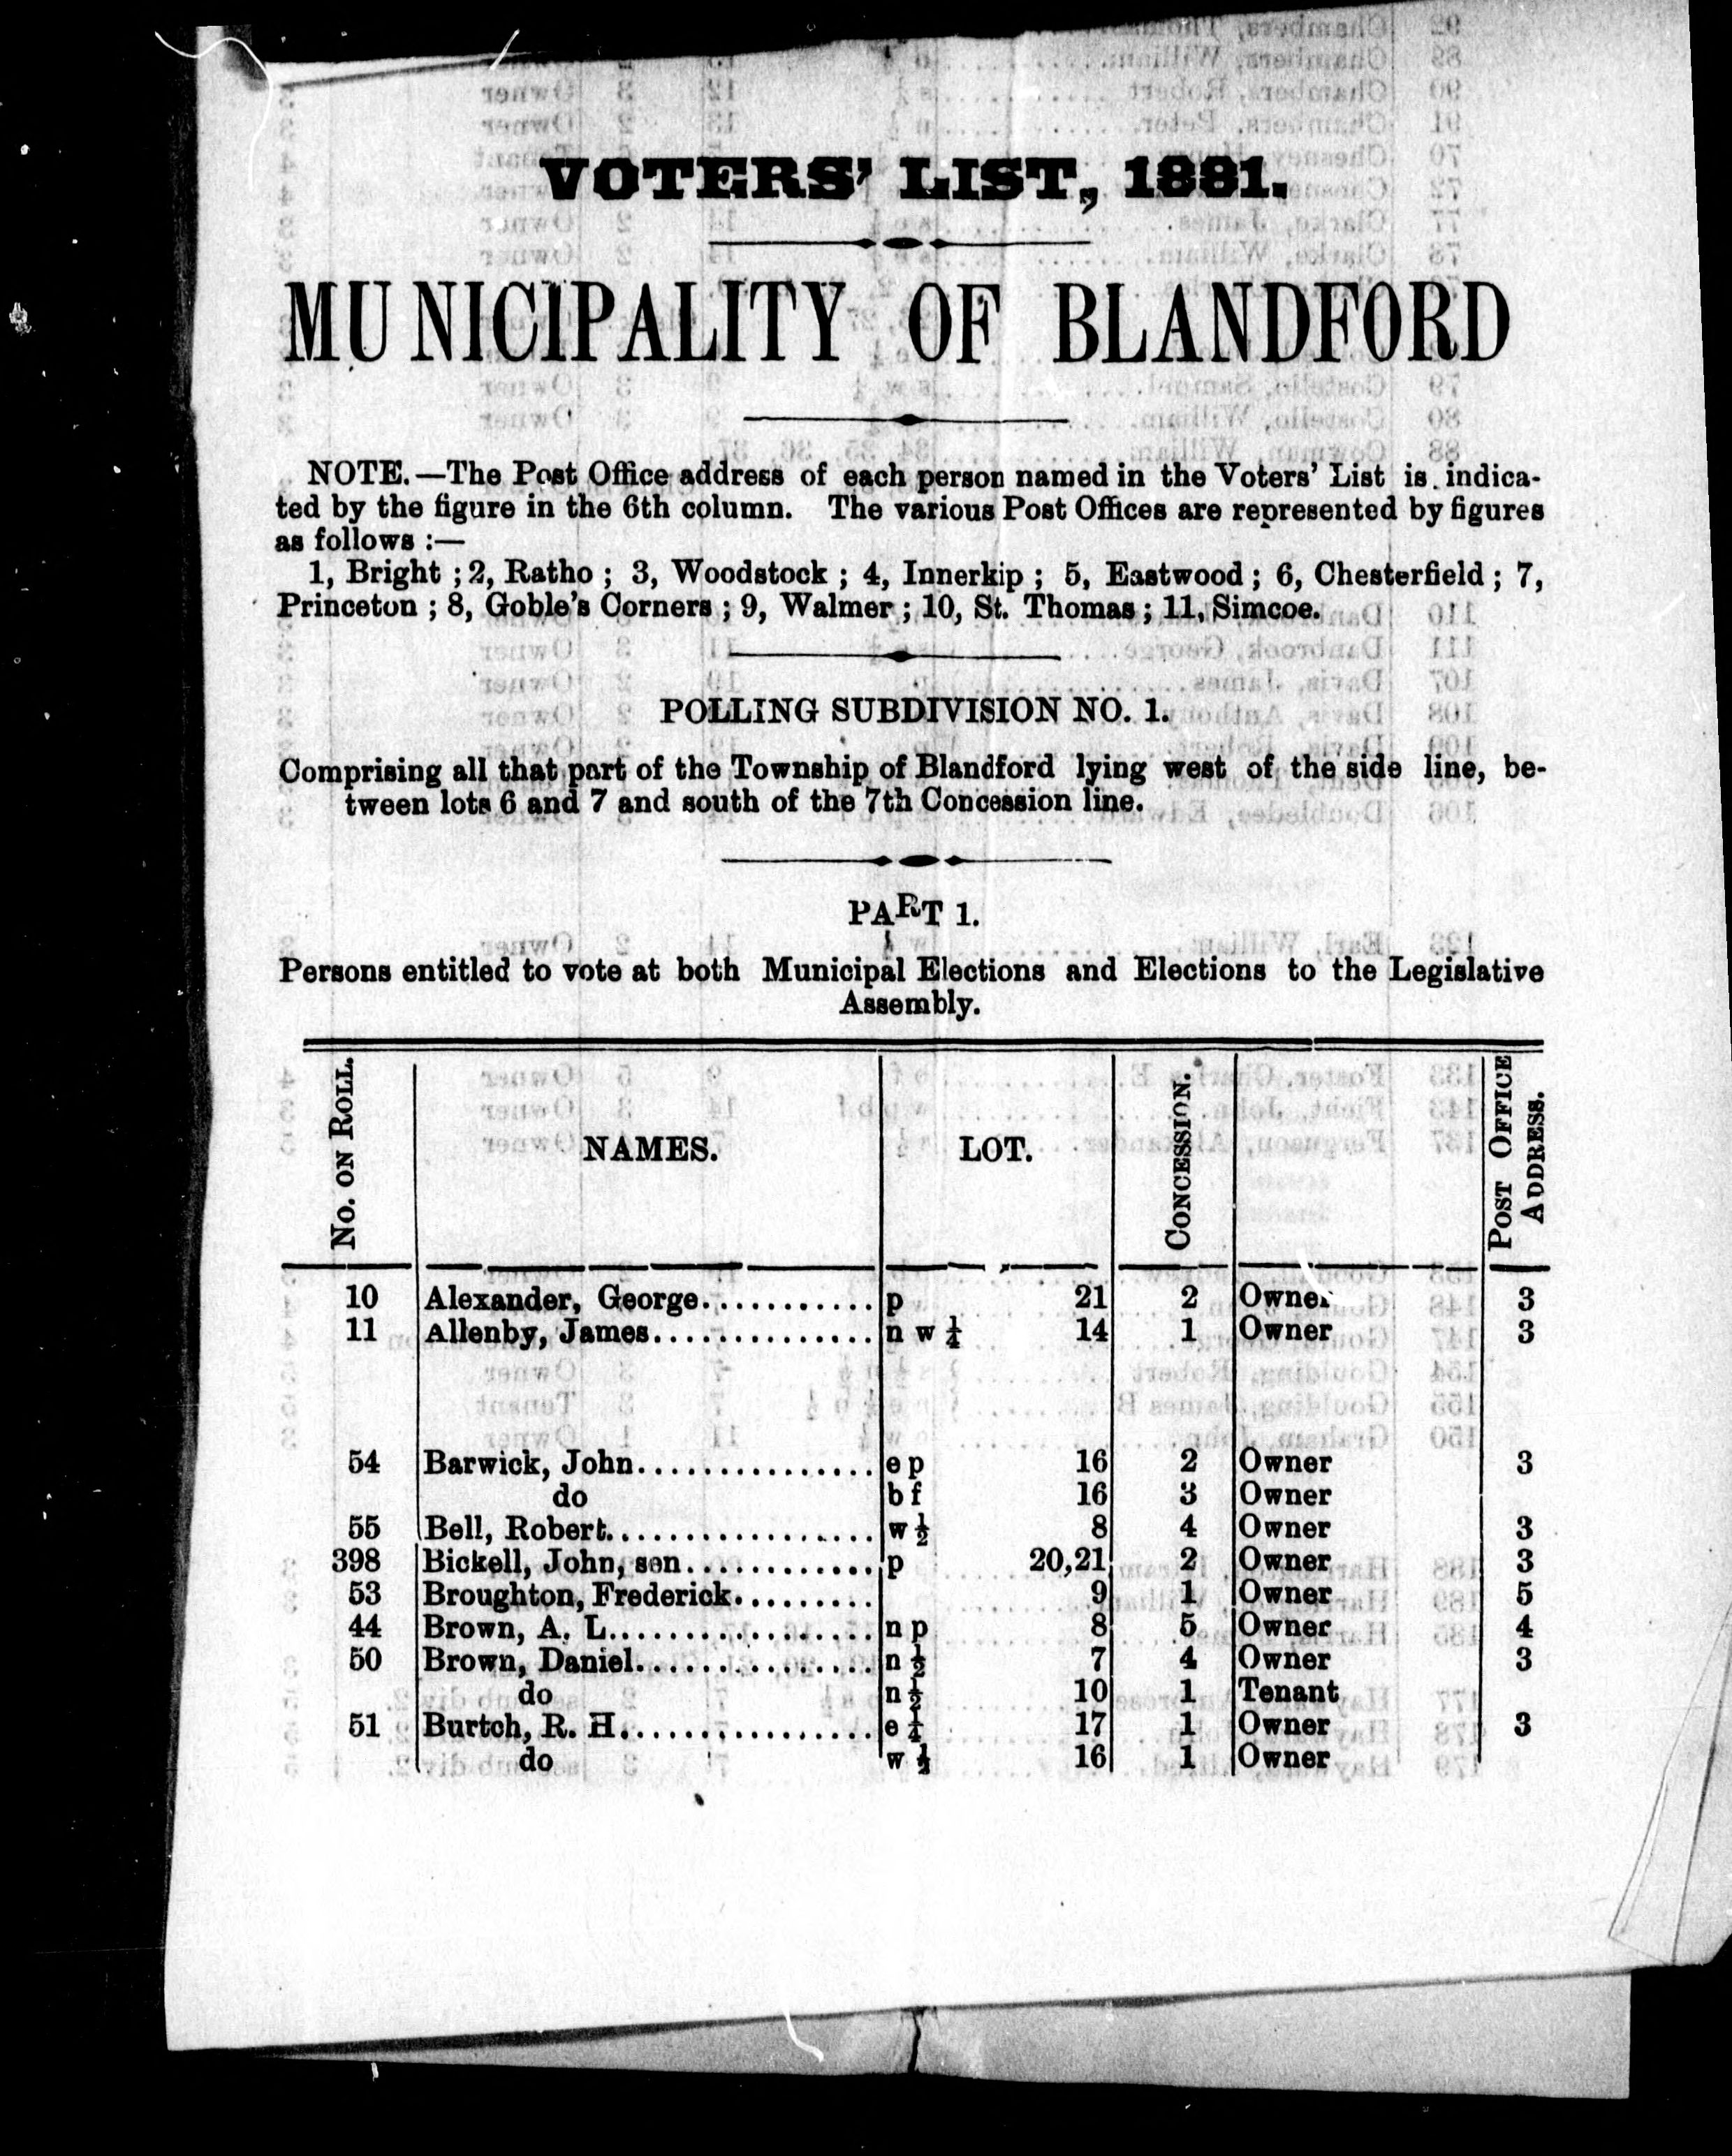 VOTERS' LIST, 1881.
MUNICIPALITY OF BLANDFORD
NOTE.—The Post Office address of each person named in the Voters' List is indica-
ted by the figure in the 6th column. The various Post Offices are represented by figures
as follows :—
1, Bright ; 2, Ratho ; 3, Woodstock ; 4, Innerkip ; 5, Eastwood ; 6, Chesterfield ; 7,
Princeton ; 8, Goble's Corners ; 9, Walmer ; 10, St. Thomas ; 11, Simcoe.
POLLING SUBDIVISION NO. 1.
Comprising all that part of the Township of Blandford lying west of the side line, be-
tween lots 6 and 7 and south of the 7th Concession line.
PART 1.
Persons entitled to vote at both Municipal Elections and Elections to the Legislative
Assembly.
No. on Roll. NAMES. LOT. Concession. Post Office Address.
10 Alexander, George........... p 21 2 Owner 3
11 Allenby, James.............. n w ¼ 14 1 Owner 3
54 Barwick, John............... e p 16 2 Owner 3
do b f 16 3 Owner
55 Bell, Robert................. w ½ 8 4 Owner 3
398 Bickell, John, sen............ p 20,21 2 Owner 3
53 Broughton, Frederick......... 9 1 Owner 5
44 Brown, A. L................. n p 8 5 Owner 4
50 Brown, Daniel............... n ½ 7 4 Owner 3
do n ½ 10 1 Tenant
51 Burtch, R. H................ e 17 1 Owner 3
do w ½ 16 1 Owner